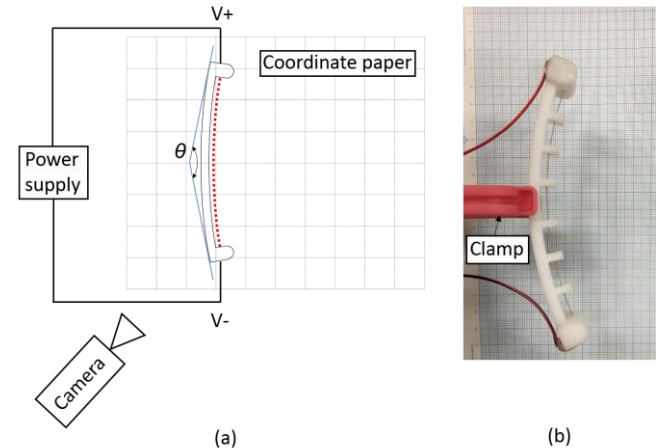 V+
Coordinate paper
θ
Power
supply
Clamp
V-
Camera
(a)
(b)